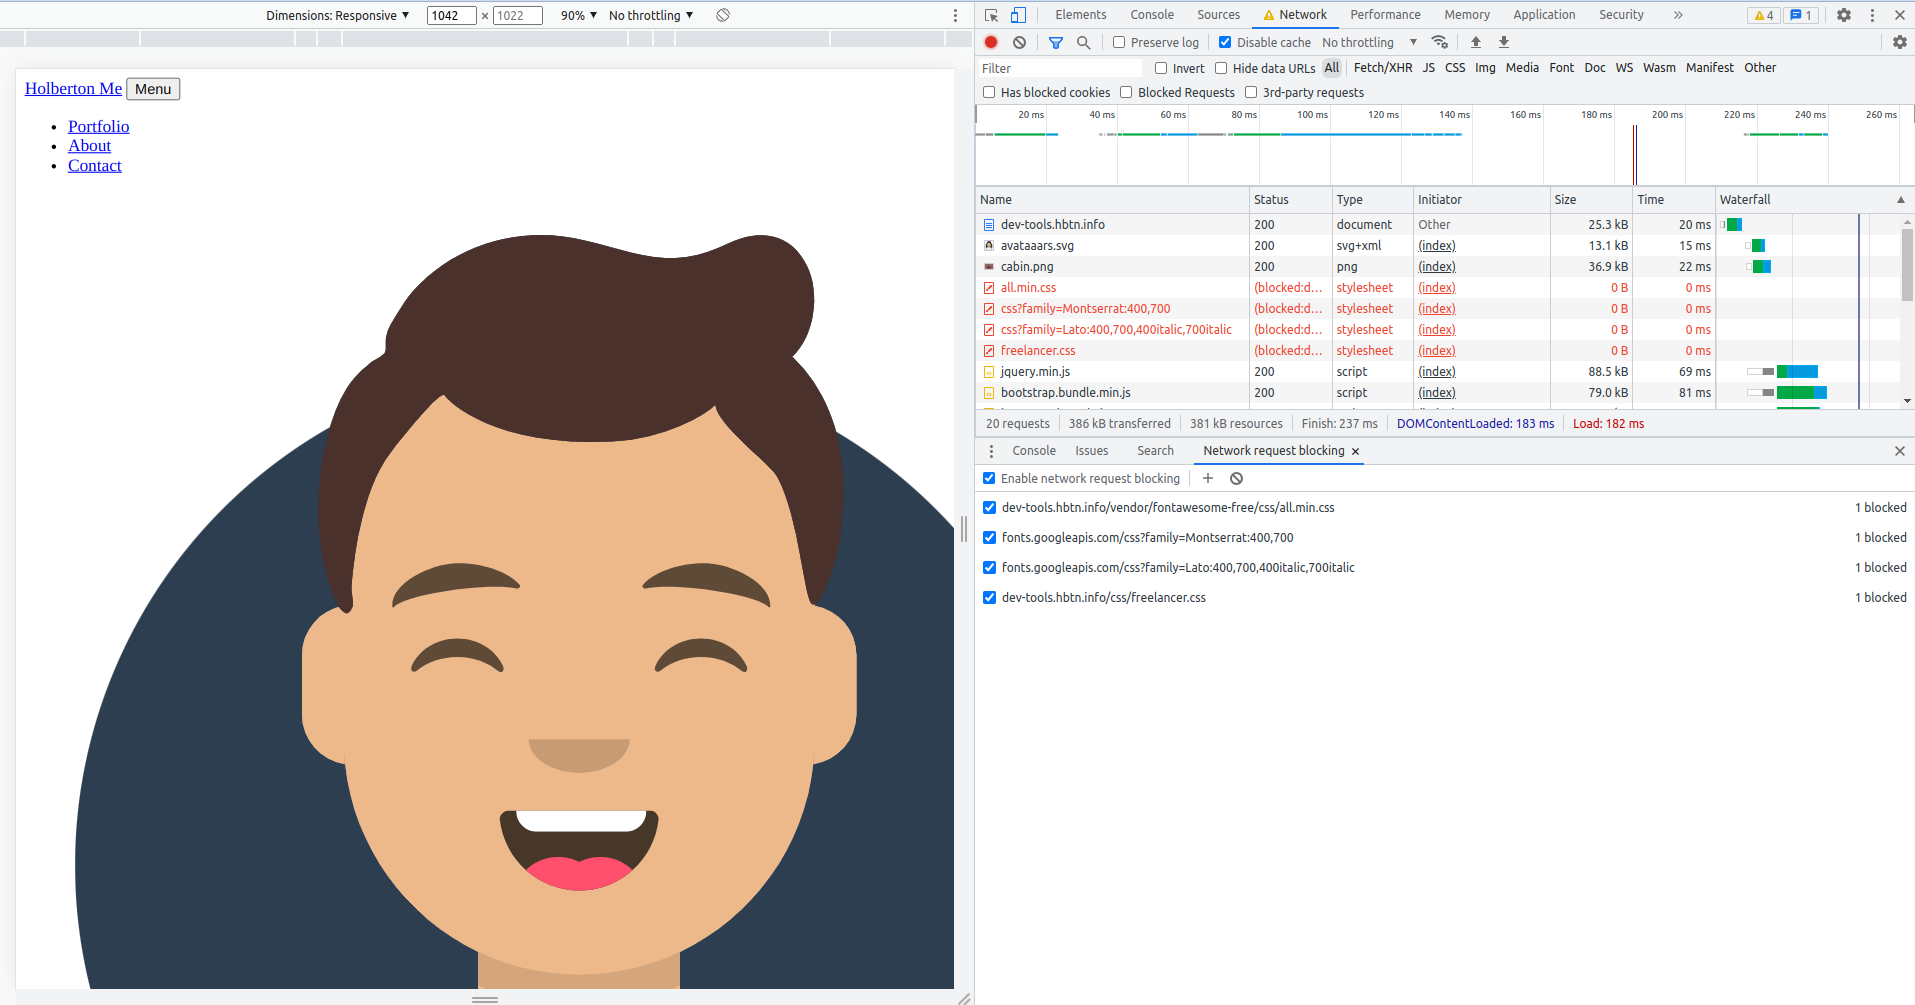 Dimensions: Responsive ▼ 1042 × 1022 90% ▼ No throttling ▼
Holberton Me Menu
Portfolio
About
Contact
Elements Console Sources Network Performance Memory Application Security » 4 1
Preserve log Disable cache No throttling ▼
Filter Invert Hide data URLs All Fetch/XHR JS CSS Img Media Font Doc WS Wasm Manifest Other
Has blocked cookies Blocked Requests 3rd-party requests
20 ms 40 ms 60 ms 80 ms 100 ms 120 ms 140 ms 160 ms 180 ms 200 ms 220 ms 240 ms 260 ms
Name Status Type Initiator Size Time Waterfall ▲
dev-tools.hbtn.info 200 document Other 25.3 kB 20 ms
avataaars.svg 200 svg+xml (index) 13.1 kB 15 ms
cabin.png 200 png (index) 36.9 kB 22 ms
all.min.css (blocked:d... stylesheet (index) 0 B 0 ms
css?family=Montserrat:400,700 (blocked:d... stylesheet (index) 0 B 0 ms
css?family=Lato:400,700,400italic,700italic (blocked:d... stylesheet (index) 0 B 0 ms
freelancer.css (blocked:d... stylesheet (index) 0 B 0 ms
jquery.min.js 200 script (index) 88.5 kB 69 ms
bootstrap.bundle.min.js 200 script (index) 79.0 kB 81 ms
20 requests 386 kB transferred 381 kB resources Finish: 237 ms DOMContentLoaded: 183 ms Load: 182 ms
Console Issues Search Network request blocking ×
Enable network request blocking
dev-tools.hbtn.info/vendor/fontawesome-free/css/all.min.css 1 blocked
fonts.googleapis.com/css?family=Montserrat:400,700 1 blocked
fonts.googleapis.com/css?family=Lato:400,700,400italic,700italic 1 blocked
dev-tools.hbtn.info/css/freelancer.css 1 blocked